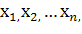 X₁,X₂, ...Xₙ,